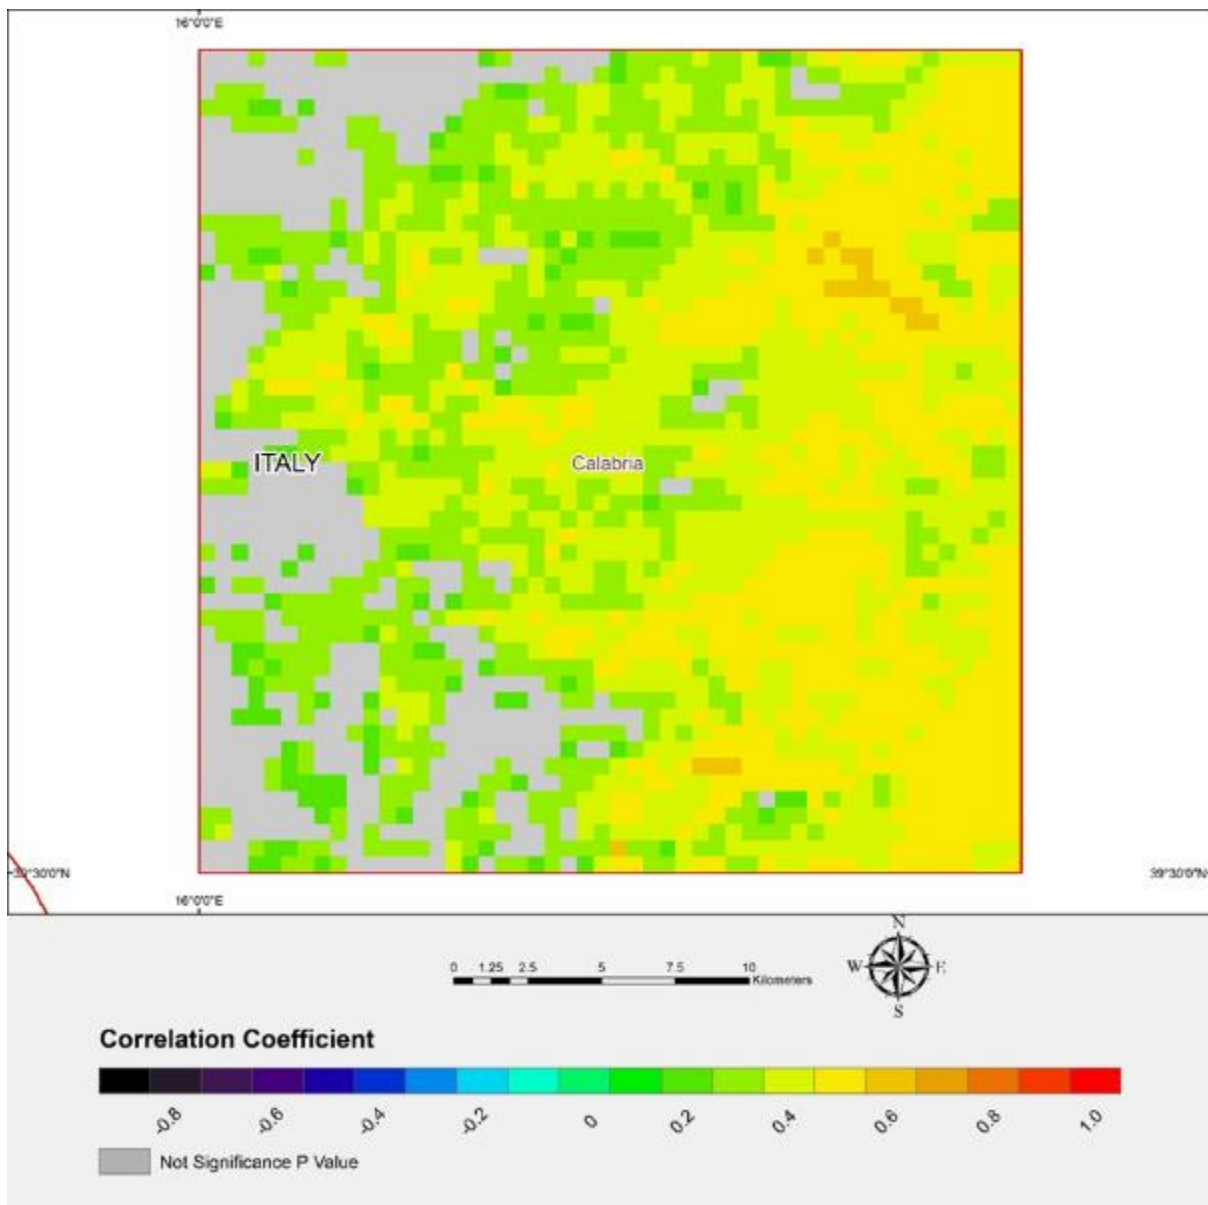 16°0'0"E
ITALY
Calabria
39°30'0"N
39°30'0"N
16°0'0"E
N
W
E
S
0 1.25 2.5 5 7.5 10
Kilometers
Correlation Coefficient
-0.8 -0.6 -0.4 -0.2 0 0.2 0.4 0.6 0.8 1.0
Not Significance P Value